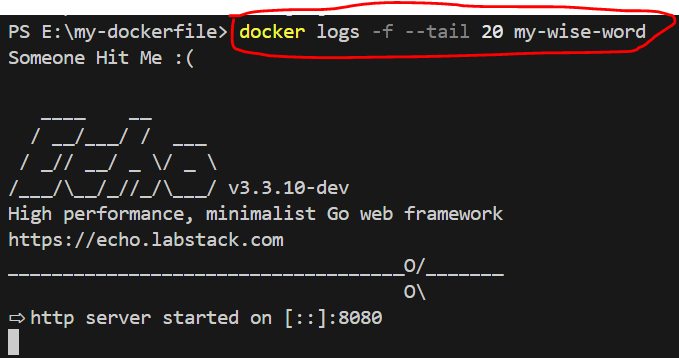 PS E:\my-dockerfile> docker logs -f --tail 20 my-wise-word
Someone Hit Me :(
   ____    __
  / __/___/ /  ___
 / _// __/ _ \/ _ \
/___/\__/_//_/\___/ v3.3.10-dev
High performance, minimalist Go web framework
https://echo.labstack.com
____________________________________O/_______
                                    O\
⇨ http server started on [::]:8080